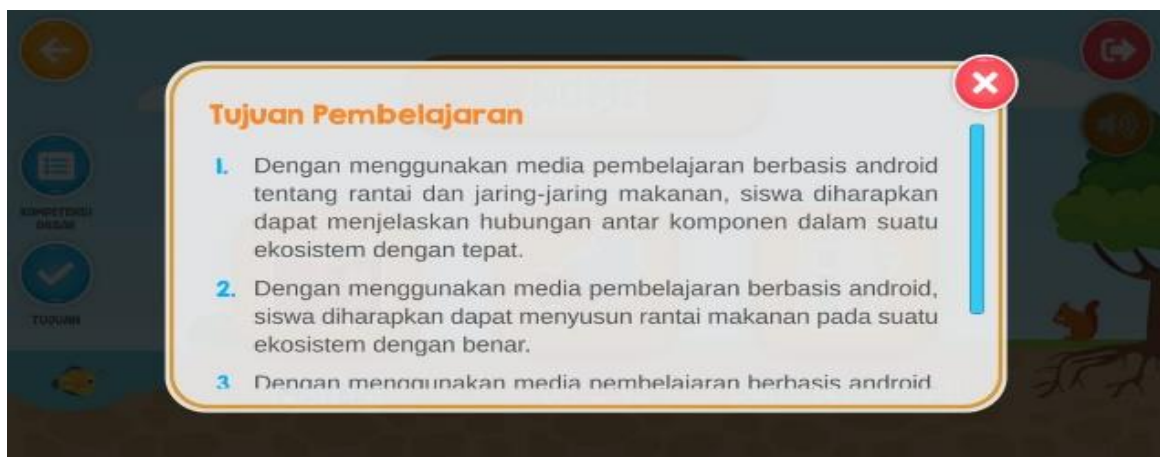 Tujuan Pembelajaran
1. Dengan menggunakan media pembelajaran berbasis android
tentang rantai dan jaring-jaring makanan, siswa diharapkan
dapat menjelaskan hubungan antar komponen dalam suatu
ekosistem dengan tepat.
2. Dengan menggunakan media pembelajaran berbasis android,
siswa diharapkan dapat menyusun rantai makanan pada suatu
ekosistem dengan benar.
3 Dengan menggunakan media pembelajaran berbasis android
KOMPETENSI
DASAR
TUJUAN